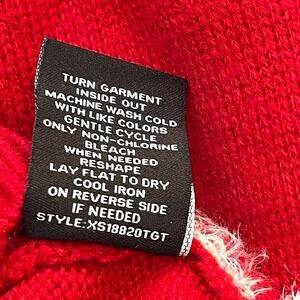 TURN GARMENT
INSIDE OUT
MACHINE WASH COLD
WITH LIKE COLORS
GENTLE CYCLE
ONLY NON-CHLORINE
BLEACH
WHEN NEEDED
RESHAPE
LAY FLAT TO DRY
COOL IRON
ON REVERSE SIDE
IF NEEDED
STYLE:XS18820TGT